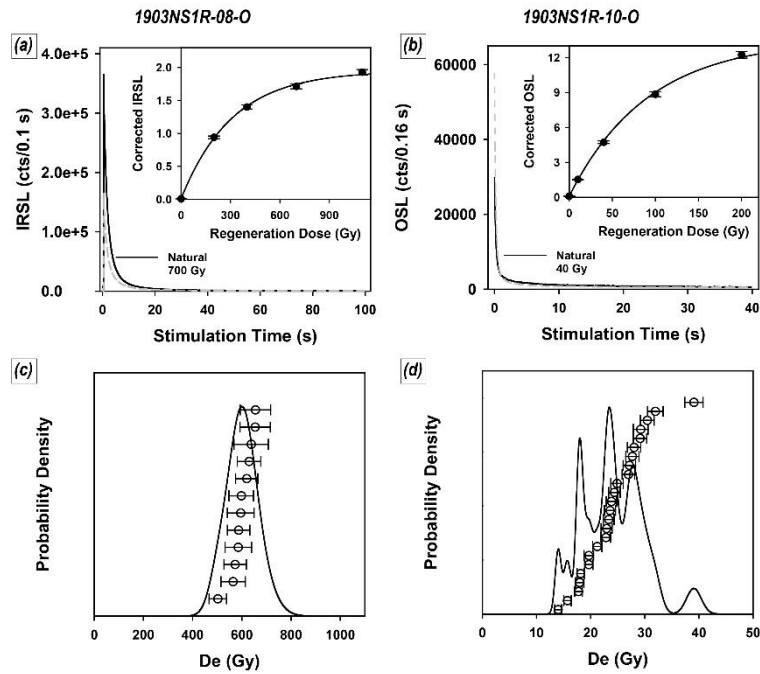 1903NS1R-08-O
1903NS1R-10-O
(a)
4.0e+5
3.0e+5
2.0e+5
1.0e+5
0.0
IRSL (cts/0.1 s)
0 20 40 60 80 100
Stimulation Time (s)
Natural
700 Gy
2.0
1.5
1.0
0.5
0.0
Corrected IRSL
0 300 600 900
Regeneration Dose (Gy)
(b)
60000
40000
20000
0
OSL (cts/0.16 s)
0 10 20 30 40
Stimulation Time (s)
Natural
40 Gy
12
9
6
3
0
Corrected OSL
0 50 100 150 200
Regeneration Dose (Gy)
(c)
Probability Density
0 200 400 600 800 1000
De (Gy)
(d)
Probability Density
0 10 20 30 40 50
De (Gy)